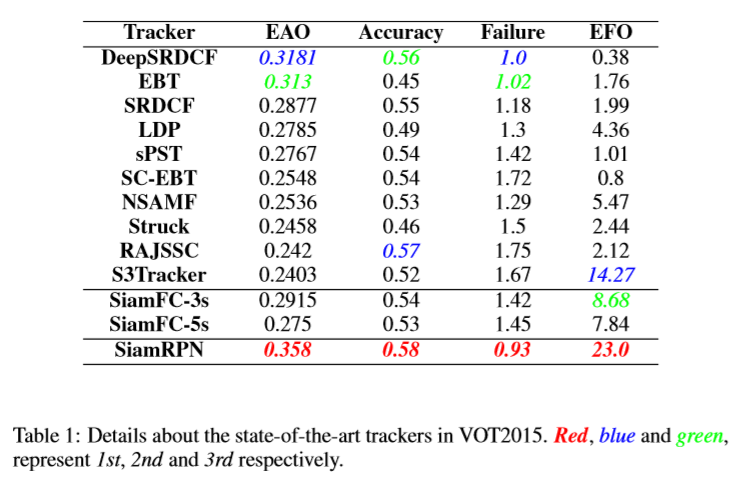 Tracker EAO Accuracy Failure EFO
DeepSRDCF 0.3181 0.56 1.0 0.38
EBT 0.313 0.45 1.02 1.76
SRDCF 0.2877 0.55 1.18 1.99
LDP 0.2785 0.49 1.3 4.36
sPST 0.2767 0.54 1.42 1.01
SC-EBT 0.2548 0.54 1.72 0.8
NSAMF 0.2536 0.53 1.29 5.47
Struck 0.2458 0.46 1.5 2.44
RAJSSC 0.242 0.57 1.75 2.12
S3Tracker 0.2403 0.52 1.67 14.27
SiamFC-3s 0.2915 0.54 1.42 8.68
SiamFC-5s 0.275 0.53 1.45 7.84
SiamRPN 0.358 0.58 0.93 23.0
Table 1: Details about the state-of-the-art trackers in VOT2015. Red, blue and green,
represent 1st, 2nd and 3rd respectively.